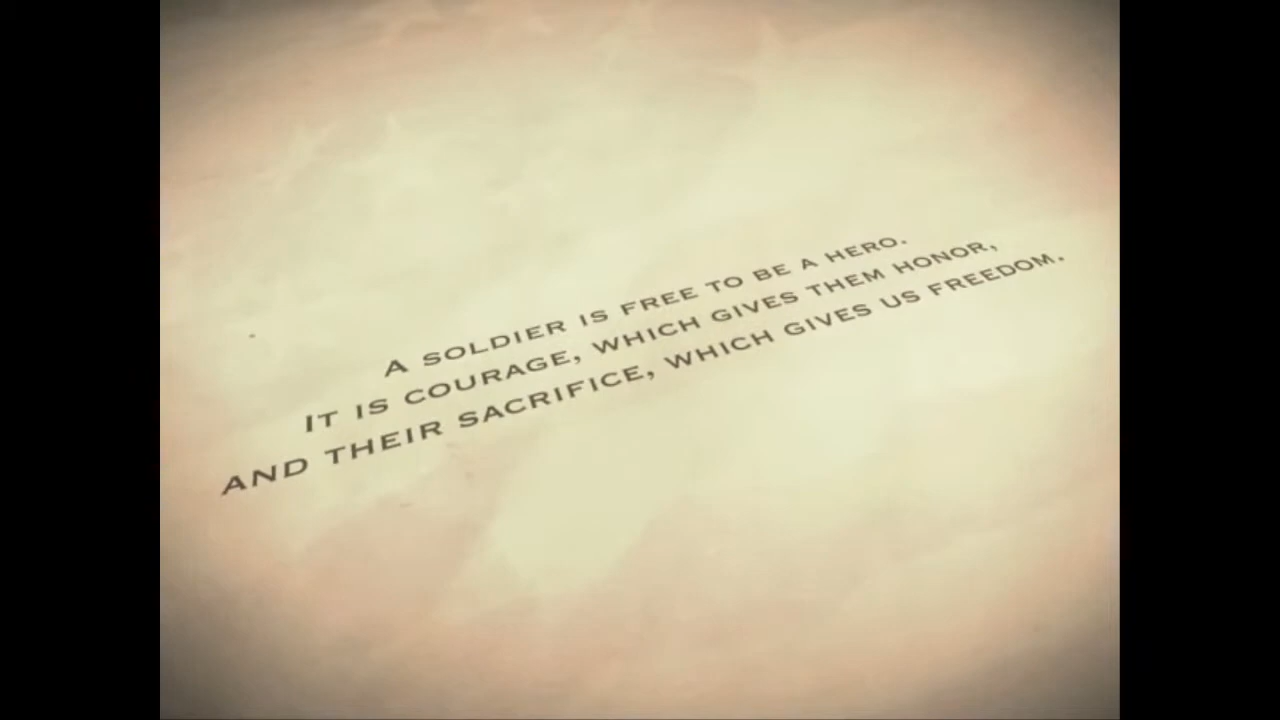 A SOLDIER IS FREE TO BE A HERO.
IT IS COURAGE, WHICH GIVES THEM HONOR,
AND THEIR SACRIFICE, WHICH GIVES US FREEDOM.